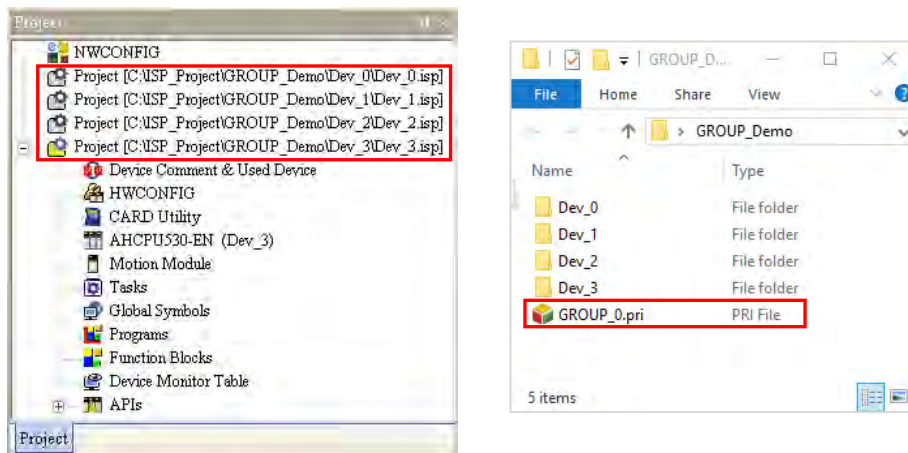 Project
NWCONFIG
Project [C:\ISP_Project\GROUP_Demo\Dev_0\Dev_0.isp]
Project [C:\ISP_Project\GROUP_Demo\Dev_1\Dev_1.isp]
Project [C:\ISP_Project\GROUP_Demo\Dev_2\Dev_2.isp]
Project [C:\ISP_Project\GROUP_Demo\Dev_3\Dev_3.isp]
Device Comment & Used Device
HWCONFIG
CARD Utility
AHCPU530-EN (Dev_3)
Motion Module
Tasks
Global Symbols
Programs
Function Blocks
Device Monitor Table
APIs
Project
GROUP_D...
File Home Share View
GROUP_Demo
Name Type
Dev_0 File folder
Dev_1 File folder
Dev_2 File folder
Dev_3 File folder
GROUP_0.pri PRI File
5 items